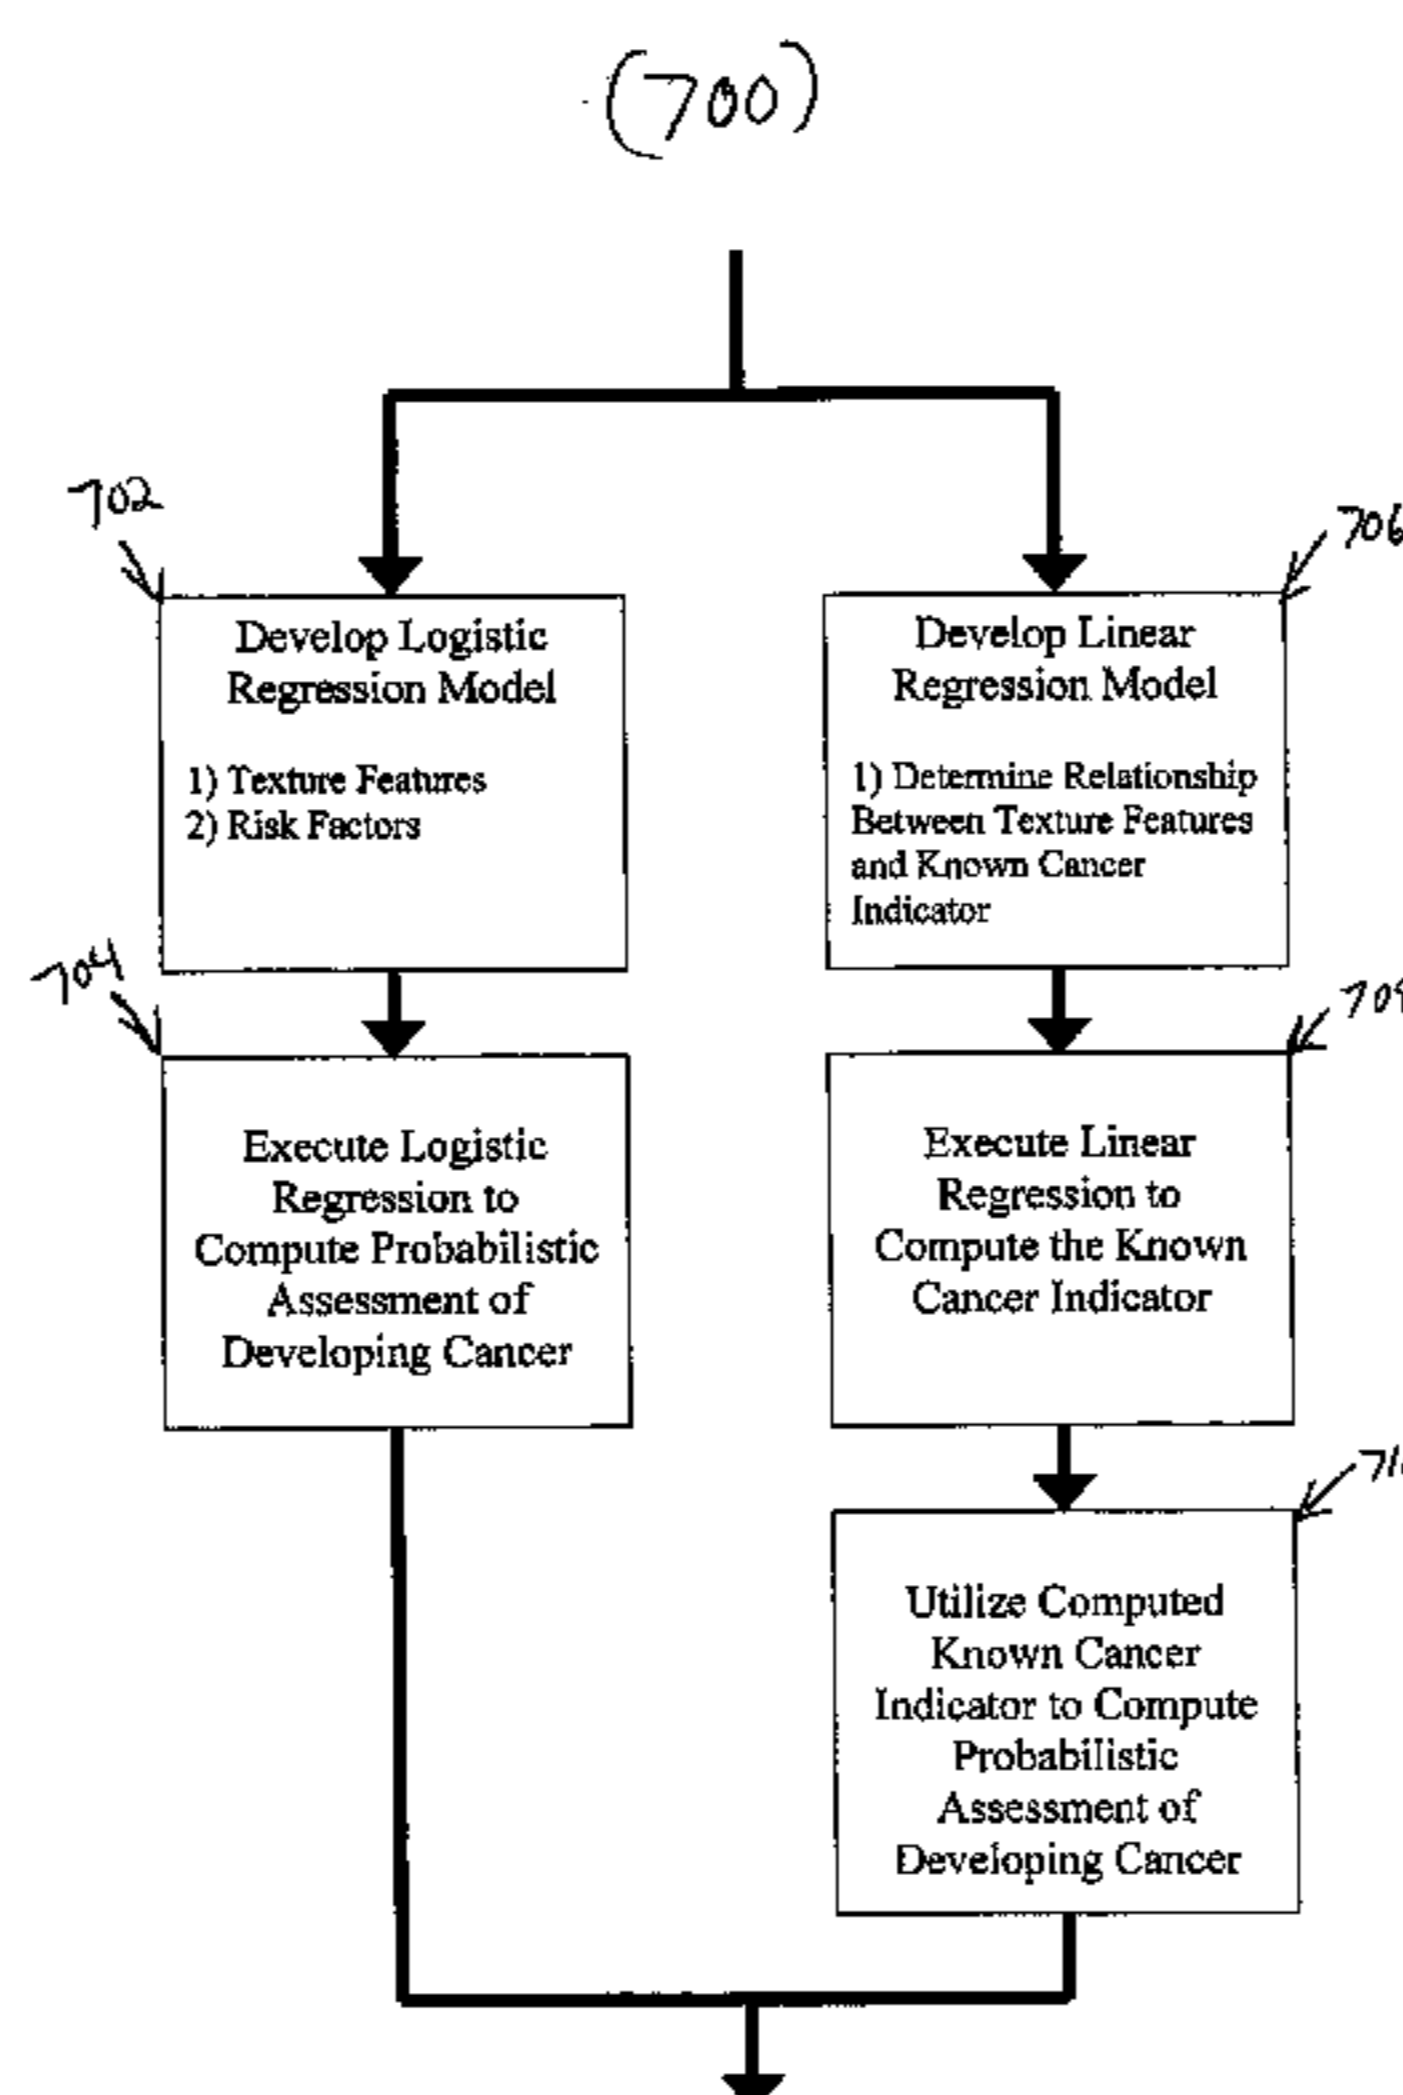 (700)
702
Develop Logistic
Regression Model
1) Texture Features
2) Risk Factors
706
Develop Linear
Regression Model
1) Determine Relationship
Between Texture Features
and Known Cancer
Indicator
704
Execute Logistic
Regression to
Compute Probabilistic
Assessment of
Developing Cancer
Execute Linear
Regression to
Compute the Known
Cancer Indicator
Utilize Computed
Known Cancer
Indicator to Compute
Probabilistic
Assessment of
Developing Cancer